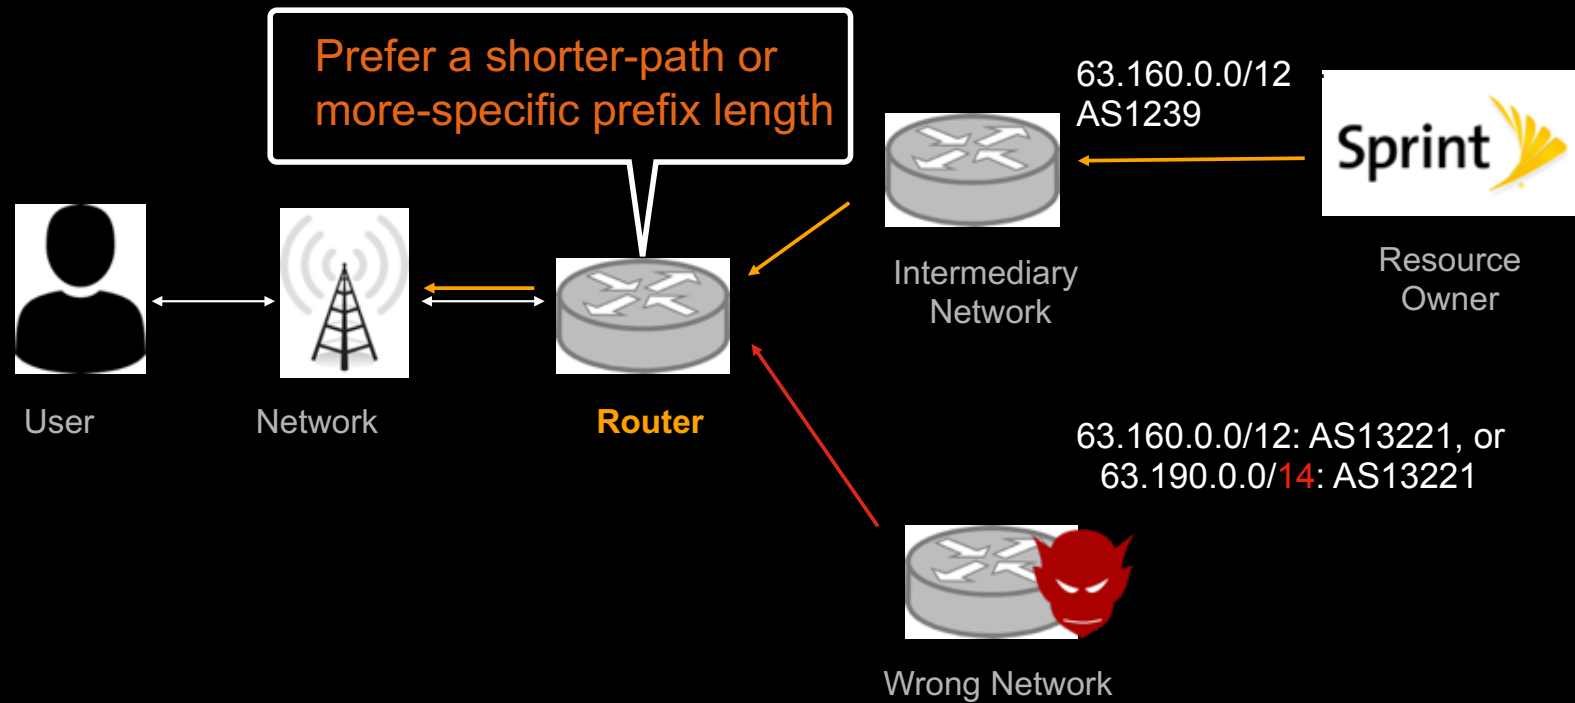 Prefer a shorter-path or
more-specific prefix length
63.160.0.0/12
AS1239
Sprint
Intermediary
Network
Resource
Owner
User
Network
Router
63.160.0.0/12: AS13221, or
63.190.0.0/14: AS13221
Wrong Network